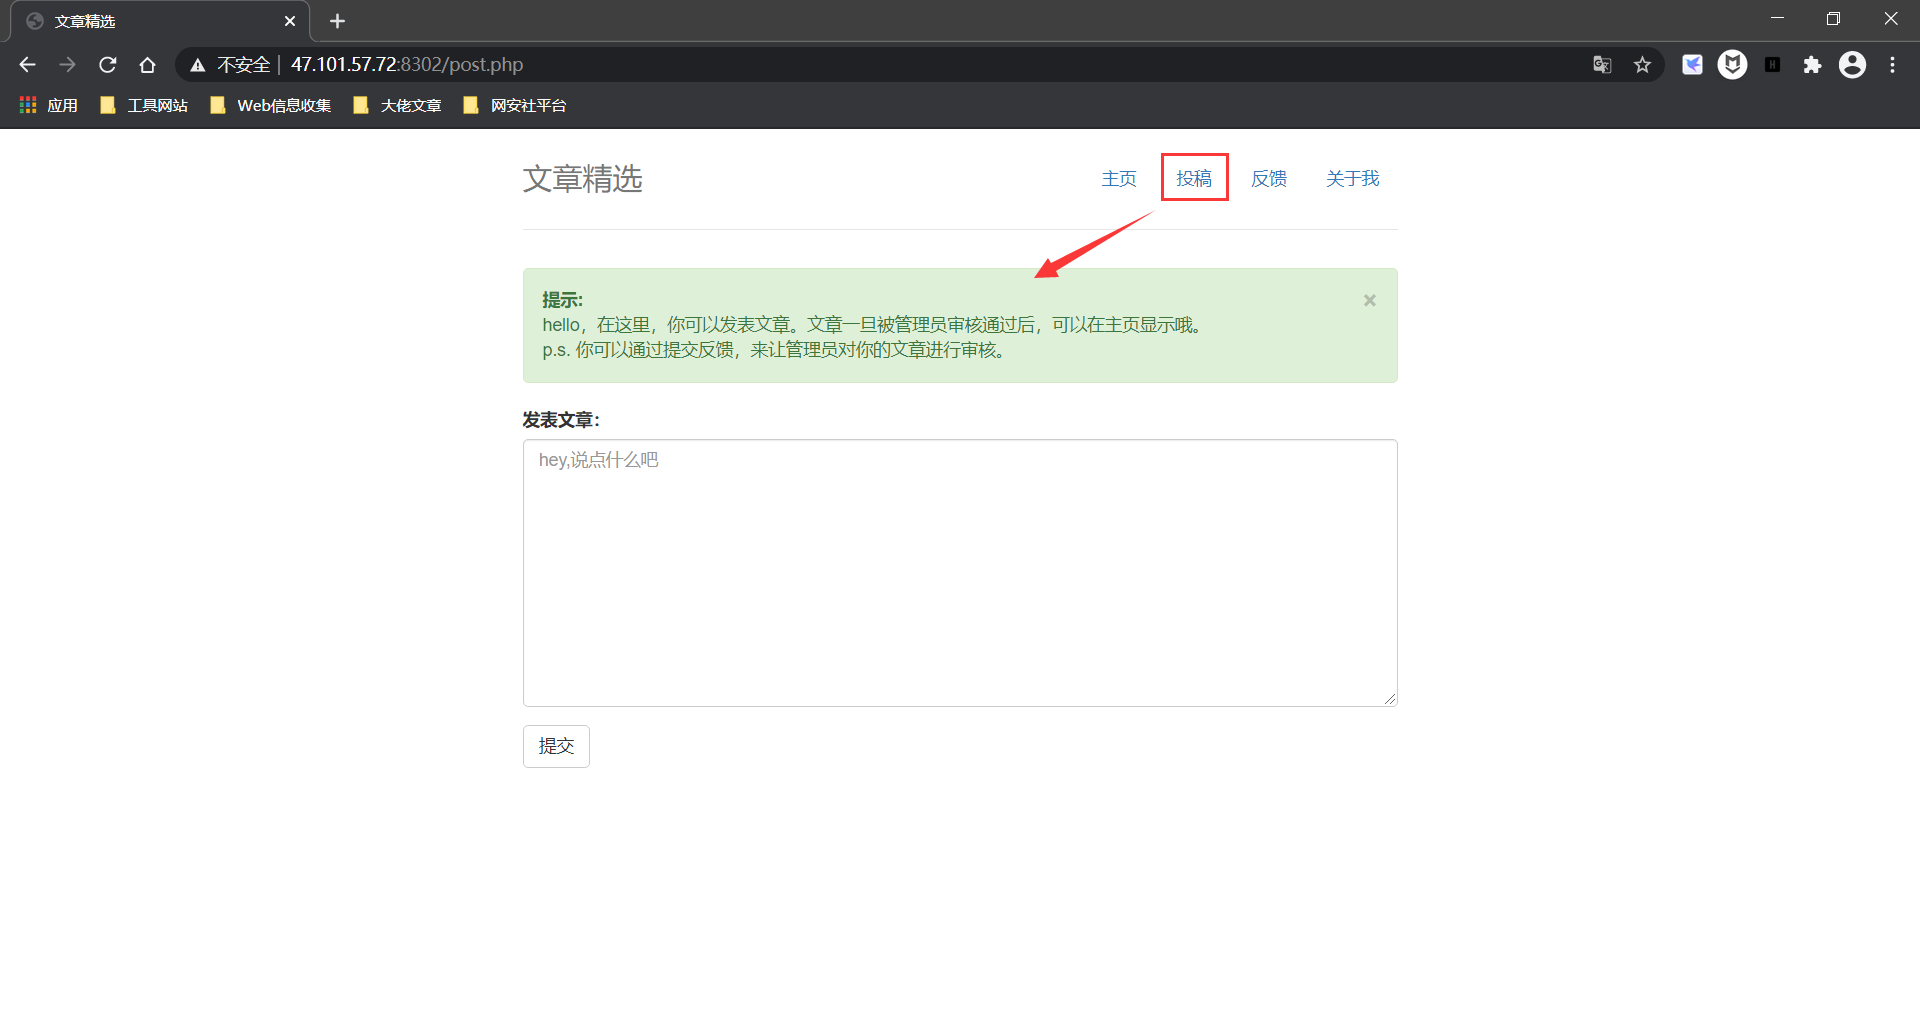 文章精选
不安全 | 47.101.57.72:8302/post.php
应用 工具网站 Web信息收集 大佬文章 网安社平台
文章精选
主页 投稿 反馈 关于我
提示:
hello，在这里，你可以发表文章。文章一旦被管理员审核通过后，可以在主页显示哦。
p.s. 你可以通过提交反馈，来让管理员对你的文章进行审核。
发表文章：
hey,说点什么吧
提交